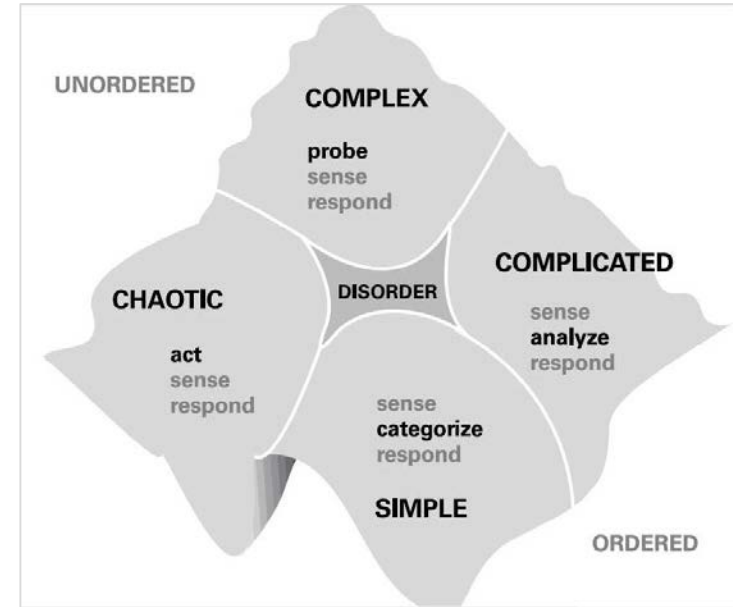 UNORDERED
COMPLEX
probe
sense
respond
COMPLICATED
sense
analyze
respond
CHAOTIC
act
sense
respond
DISORDER
sense
categorize
respond
SIMPLE
ORDERED